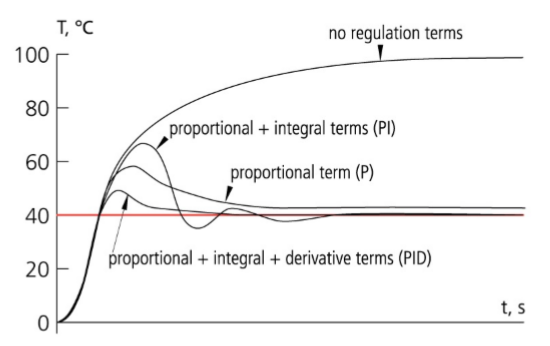 T, °C
no regulation terms
100
80
proportional + integral terms (PI)
60
proportional term (P)
40
proportional + integral + derivative terms (PID)
20
t, s
0